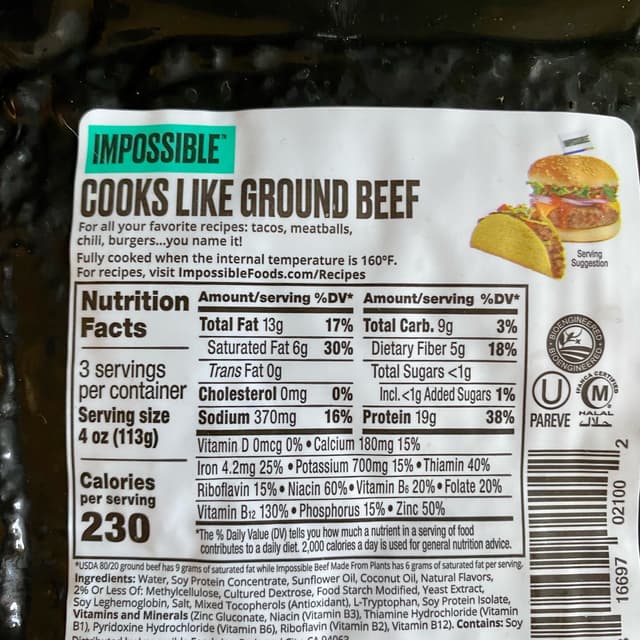 IMPOSSIBLE™
COOKS LIKE GROUND BEEF
For all your favorite recipes: tacos, meatballs,
chili, burgers...you name it!
Fully cooked when the internal temperature is 160ºF.
For recipes, visit ImpossibleFoods.com/Recipes
Serving
Suggestion
Nutrition
Facts
3 servings
per container
Serving size
4 oz (113g)
Calories
per serving
230
Amount/serving %DV* Amount/serving %DV*
Total Fat 13g 17% Total Carb. 9g 3%
Saturated Fat 6g 30% Dietary Fiber 5g 18%
Trans Fat 0g Total Sugars <1g
Cholesterol 0mg 0% Incl.<1g Added Sugars 1%
Sodium 370mg 16% Protein 19g 38%
Vitamin D 0mcg 0% • Calcium 180mg 15%
Iron 4.2mg 25% • Potassium 700mg 15% • Thiamin 40%
Riboflavin 15% • Niacin 60% • Vitamin B6 20% • Folate 20%
Vitamin B12 130% • Phosphorus 15% • Zinc 50%
*The % Daily Value (DV) tells you how much a nutrient in a serving of food
contributes to a daily diet. 2,000 calories a day is used for general nutrition advice.
BIOENGINEERED
BIOENGINEERED
U
PAREVE
IFANCA CERTIFIED
M
HALAL
حلال
16697 02100 2
*USDA 80/20 ground beef has 9 grams of saturated fat while Impossible Beef Made From Plants has 6 grams of saturated fat per serving.
Ingredients: Water, Soy Protein Concentrate, Sunflower Oil, Coconut Oil, Natural Flavors,
2% Or Less Of: Methylcellulose, Cultured Dextrose, Food Starch Modified, Yeast Extract,
Soy Leghemoglobin, Salt, Mixed Tocopherols (Antioxidant), L-Tryptophan, Soy Protein Isolate,
Vitamins and Minerals (Zinc Gluconate, Niacin (Vitamin B3), Thiamine Hydrochloride (Vitamin
B1), Pyridoxine Hydrochloride (Vitamin B6), Riboflavin (Vitamin B2), Vitamin B12). Contains: Soy